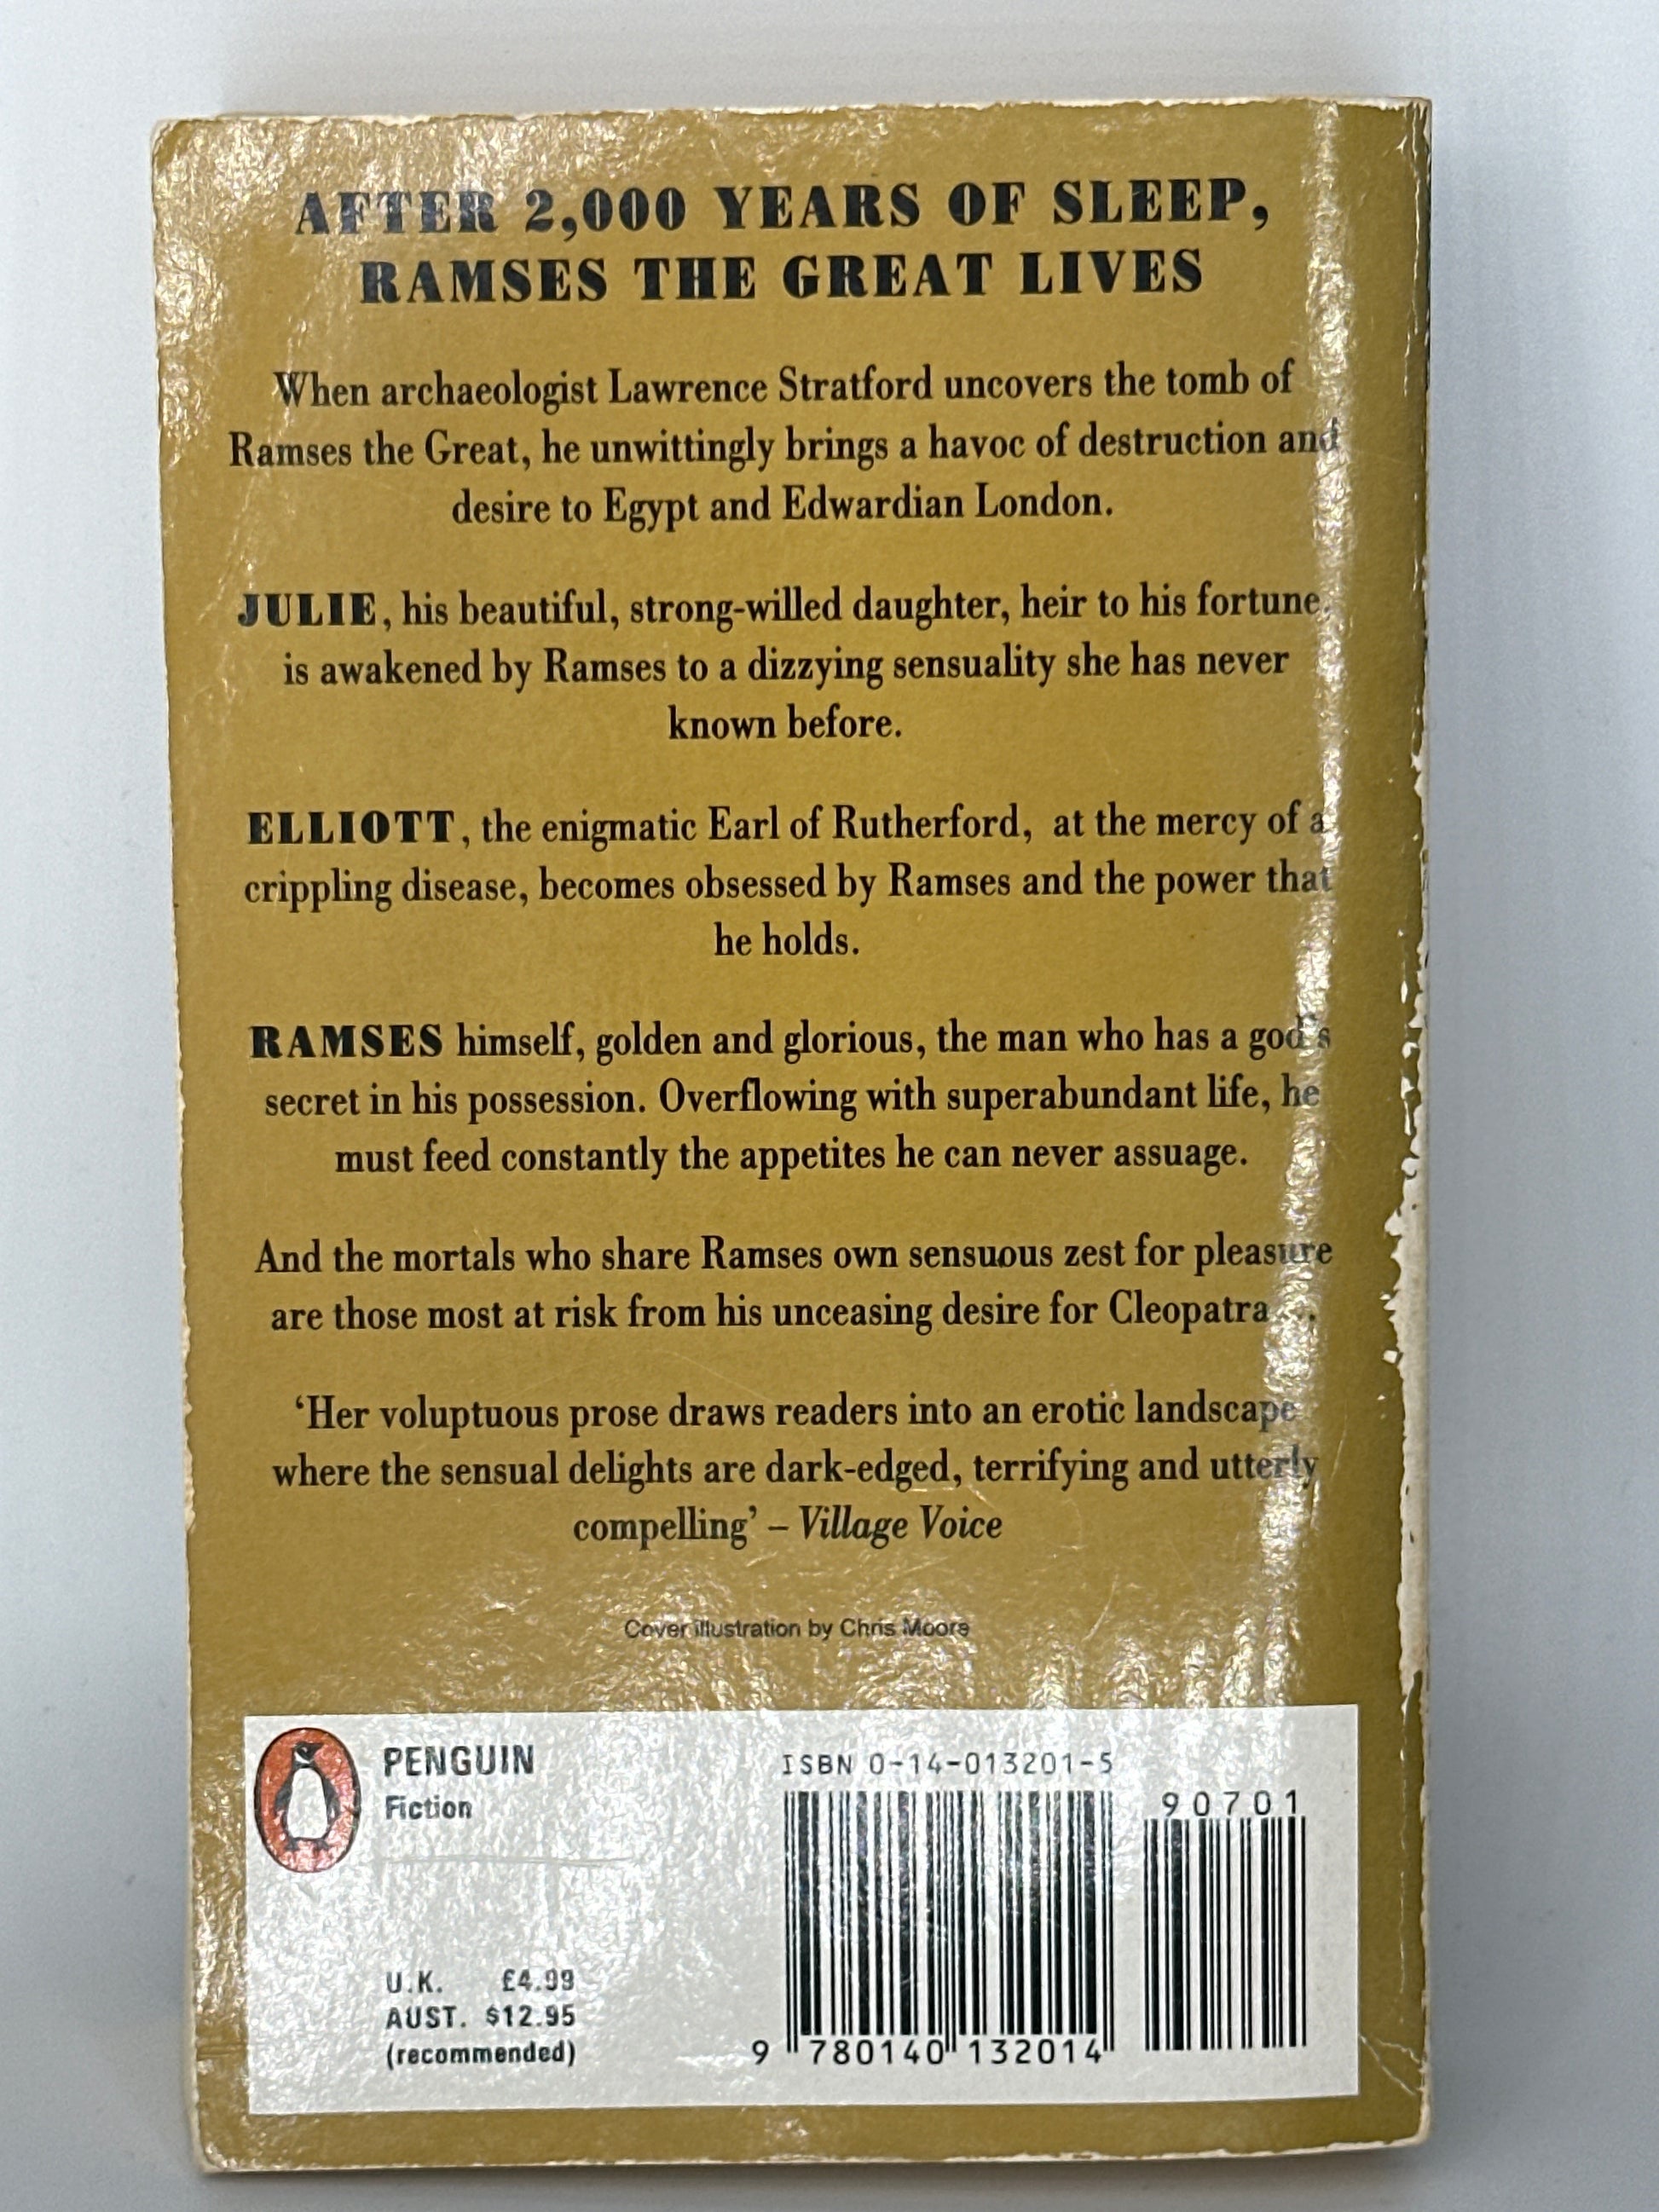 AFTER 2,000 YEARS OF SLEEP,
RAMSES THE GREAT LIVES
When archaeologist Lawrence Stratford uncovers the tomb of
Ramses the Great, he unwittingly brings a havoc of destruction and
desire to Egypt and Edwardian London.
JULIE, his beautiful, strong-willed daughter, heir to his fortune,
is awakened by Ramses to a dizzying sensuality she has never
known before.
ELLIOTT, the enigmatic Earl of Rutherford, at the mercy of a
crippling disease, becomes obsessed by Ramses and the power that
he holds.
RAMSES himself, golden and glorious, the man who has a god's
secret in his possession. Overflowing with superabundant life, he
must feed constantly the appetites he can never assuage.
And the mortals who share Ramses own sensuous zest for pleasure
are those most at risk from his unceasing desire for Cleopatra ...
‘Her voluptuous prose draws readers into an erotic landscape
where the sensual delights are dark-edged, terrifying and utterly
compelling’ – Village Voice
Cover illustration by Chris Moore
PENGUIN
Fiction
U.K. £4.99
AUST. $12.95
(recommended)
ISBN 0-14-013201-5
90701
9 780140 132014